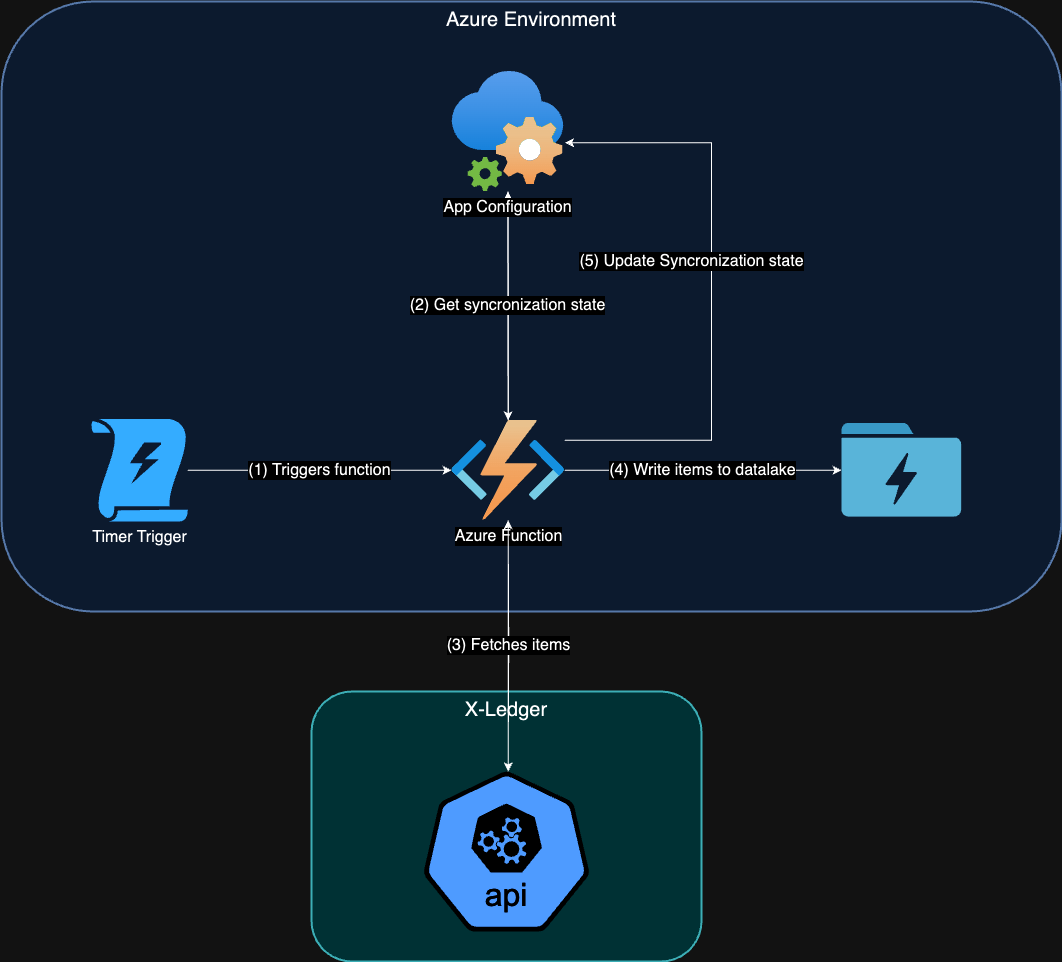 Azure Environment
App Configuration
(5) Update Syncronization state
(2) Get syncronization state
(1) Triggers function
(4) Write items to datalake
Timer Trigger
Azure Function
(3) Fetches items
X-Ledger
api